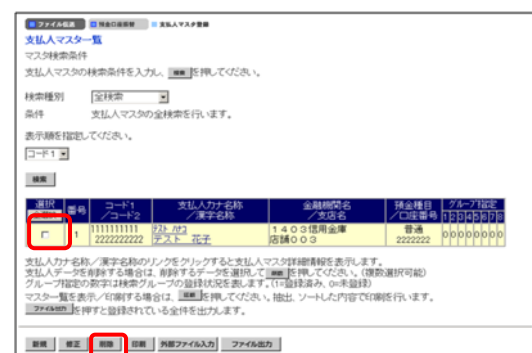 ファイル伝送 預金口座振替 支払人マスタ登録
支払人マスター覧
マスタ検索条件
支払人マスタの検索条件を入力し、 検索 を押してください。
検索種別 全検索
条件 支払人マスタの全検索を行います。
表示順を指定してください。
コード1
検索
選択 番号 コード1／コード2 支払人カナ名称／漢字名称 金融機関名／支店名 預金種目／口座番号 グループ指定
1 2 3 4 5 6 7 8
1 1111111111 ﾃｽﾄ ﾊﾅｺ 1403信用金庫 普通 0 0 0 0 0 0 0 0
2222222222 テスト 花子 店舗003 2222222
支払人カナ名称／漢字名称のリンクをクリックすると支払人マスタ詳細情報を表示します。
支払人データを削除する場合は、削除するデータを選択して 削除 を押してください。(複数選択可能)
グループ指定の数字は検索グループの登録状況を表します。(1=登録済み、0=未登録)
マスター覧を表示／印刷する場合は、 印刷 を押してください。抽出、ソートした内容で印刷を行います。
ファイル出力 を押すと登録されている全件を出力します。
新規 修正 削除 印刷 外部ファイル入力 ファイル出力